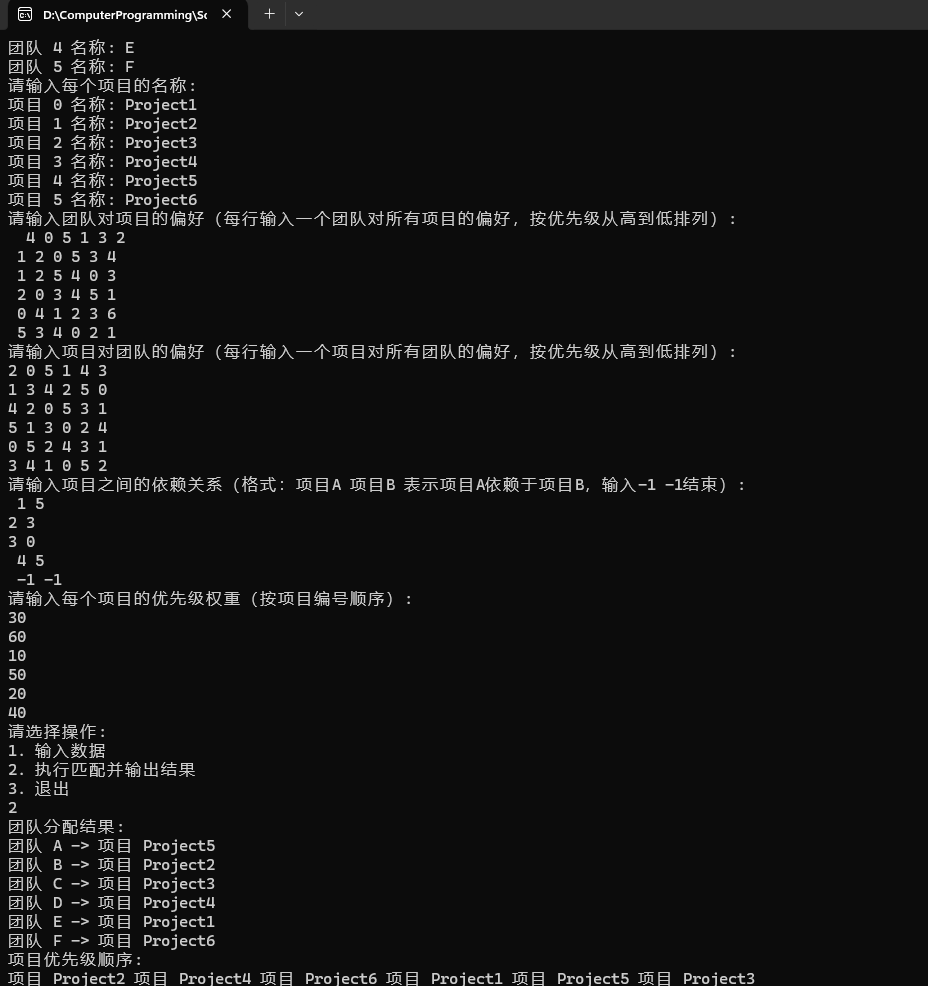 D:\ComputerProgramming\Sc
团队 4 名称: E
团队 5 名称: F
请输入每个项目的名称:
项目 0 名称: Project1
项目 1 名称: Project2
项目 2 名称: Project3
项目 3 名称: Project4
项目 4 名称: Project5
项目 5 名称: Project6
请输入团队对项目的偏好（每行输入一个团队对所有项目的偏好，按优先级从高到低排列）:
4 0 5 1 3 2
1 2 0 5 3 4
1 2 5 4 0 3
2 0 3 4 5 1
0 4 1 2 3 6
5 3 4 0 2 1
请输入项目对团队的偏好（每行输入一个项目对所有团队的偏好，按优先级从高到低排列）:
2 0 5 1 4 3
1 3 4 2 5 0
4 2 0 5 3 1
5 1 3 0 2 4
0 5 2 4 3 1
3 4 1 0 5 2
请输入项目之间的依赖关系（格式: 项目A 项目B 表示项目A依赖于项目B，输入-1 -1结束）:
1 5
2 3
3 0
4 5
-1 -1
请输入每个项目的优先级权重（按项目编号顺序）:
30
60
10
50
20
40
请选择操作:
1. 输入数据
2. 执行匹配并输出结果
3. 退出
2
团队分配结果:
团队 A -> 项目 Project5
团队 B -> 项目 Project2
团队 C -> 项目 Project3
团队 D -> 项目 Project4
团队 E -> 项目 Project1
团队 F -> 项目 Project6
项目优先级顺序:
项目 Project2 项目 Project4 项目 Project6 项目 Project1 项目 Project5 项目 Project3